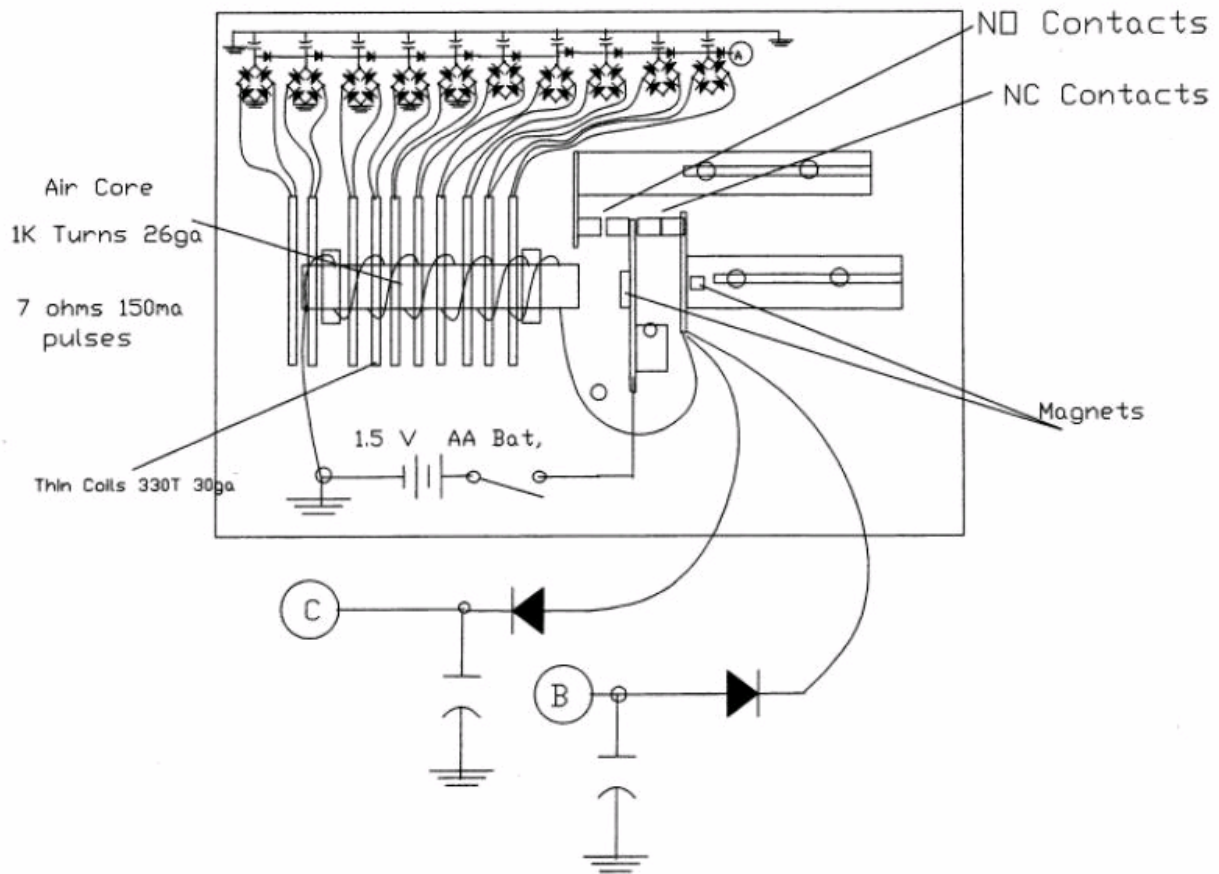 NO Contacts
NC Contacts
A
Air Core
1K Turns 26ga
7 ohms 150ma
pulses
Magnets
1.5 V AA Bat,
Thin Coils 330T 30ga
C
B